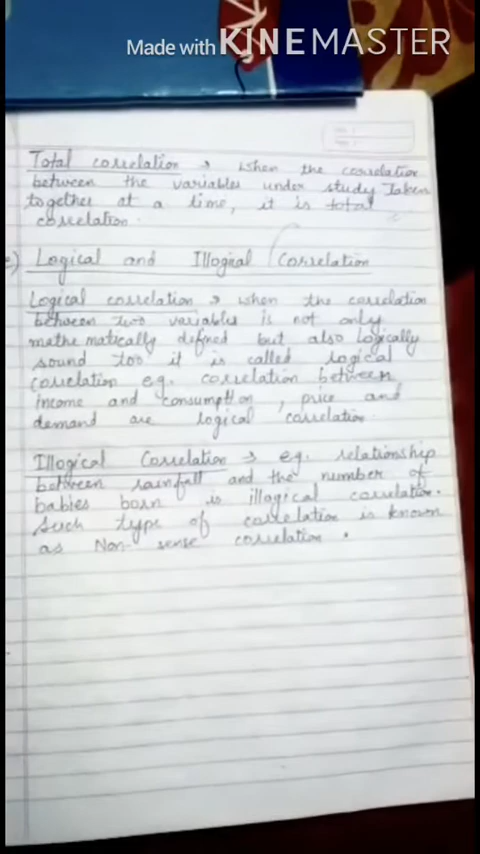 Made with KINEMASTER
Total correlation → when the correlation
between the variables under study Taken
together at a time, it is total
correlation.
Logical and Illogical Correlation
Logical correlation → when the correlation
between two variables is not only
mathematically defined but also Logically
sound too it is called logical
correlation e.g. correlation between
income and consumption, price and
demand are logical correlation.
Illogical Correlation → e.g. relationship
between rainfall and the number of
babies born is illogical correlation.
Such type of correlation is known
as Non-sense correlation.